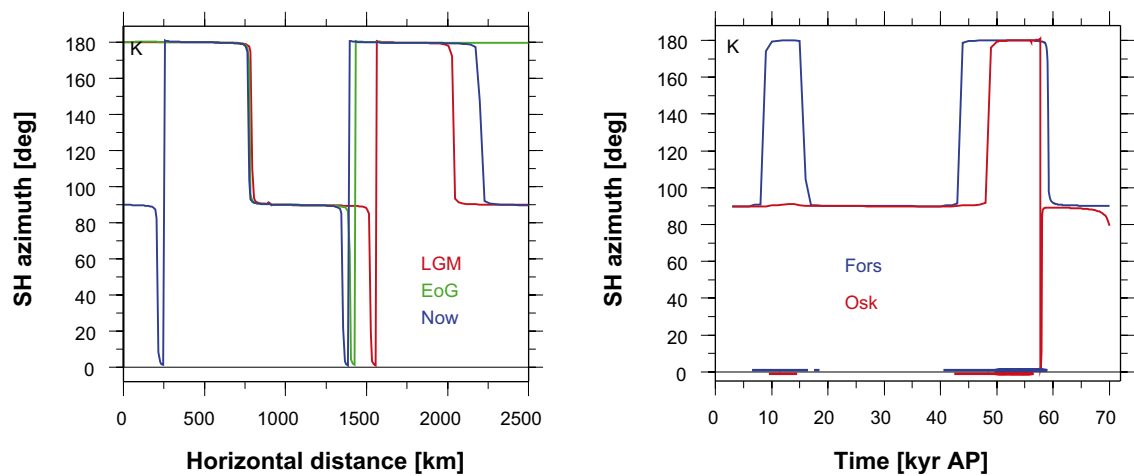 K
SH azimuth [deg]
180
160
140
120
100
80
60
40
20
0
LGM
EoG
Now
0 500 1000 1500 2000 2500
Horizontal distance [km]
K
SH azimuth [deg]
180
160
140
120
100
80
60
40
20
0
Fors
Osk
0 10 20 30 40 50 60 70
Time [kyr AP]